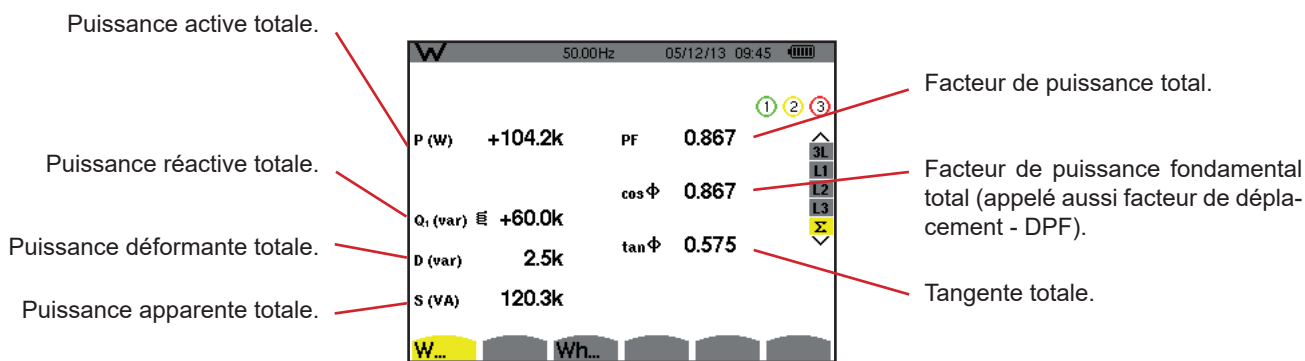 Puissance active totale.
Puissance réactive totale.
Puissance déformante totale.
Puissance apparente totale.
W 50.00Hz 05/12/13 09:45
1 2 3
P (W) +104.2k PF 0.867
cos Φ 0.867
Q₁ (var) +60.0k
tan Φ 0.575
D (var) 2.5k
S (VA) 120.3k
3L
L1
L2
L3
Σ
W... Wh...
Facteur de puissance total.
Facteur de puissance fondamental
total (appelé aussi facteur de dépla-
cement - DPF).
Tangente totale.